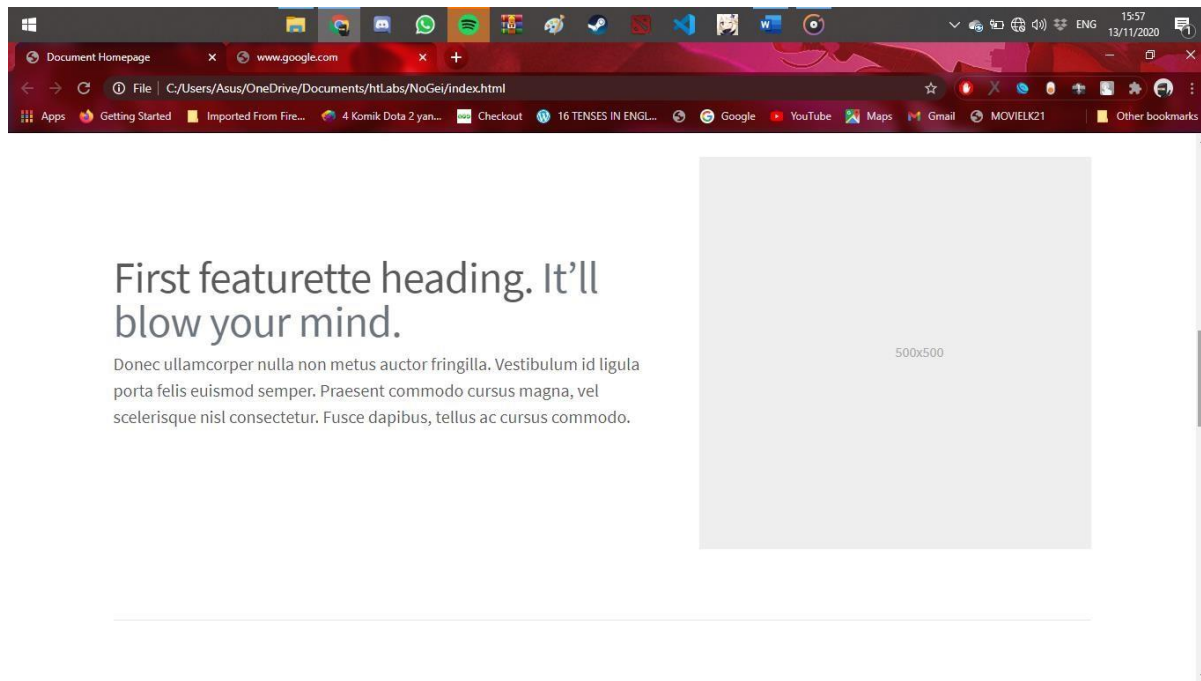 ENG
15:57
13/11/2020
Document Homepage
www.google.com
File | C:/Users/Asus/OneDrive/Documents/htLabs/NoGei/index.html
Apps Getting Started Imported From Fire... 4 Komik Dota 2 yan... Checkout 16 TENSES IN ENGL... Google YouTube Maps Gmail MOVIELK21 Other bookmarks
First featurette heading. It’ll
blow your mind.
Donec ullamcorper nulla non metus auctor fringilla. Vestibulum id ligula
porta felis euismod semper. Praesent commodo cursus magna, vel
scelerisque nisl consectetur. Fusce dapibus, tellus ac cursus commodo.
500x500